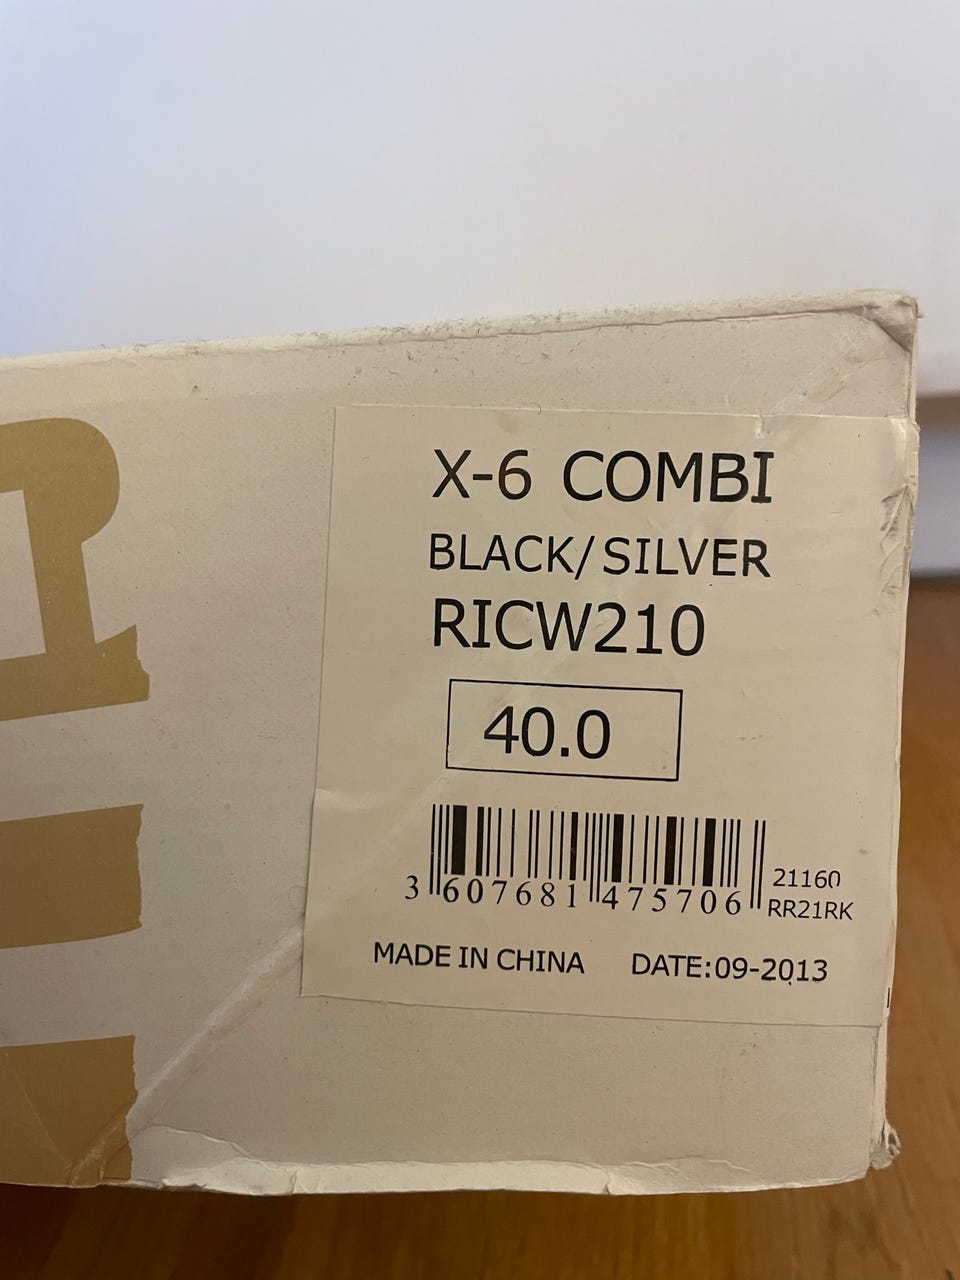 X-6 COMBI
BLACK/SILVER
RICW210
40.0
3 607681 475706
21160
RR21RK
MADE IN CHINA DATE:09-2013